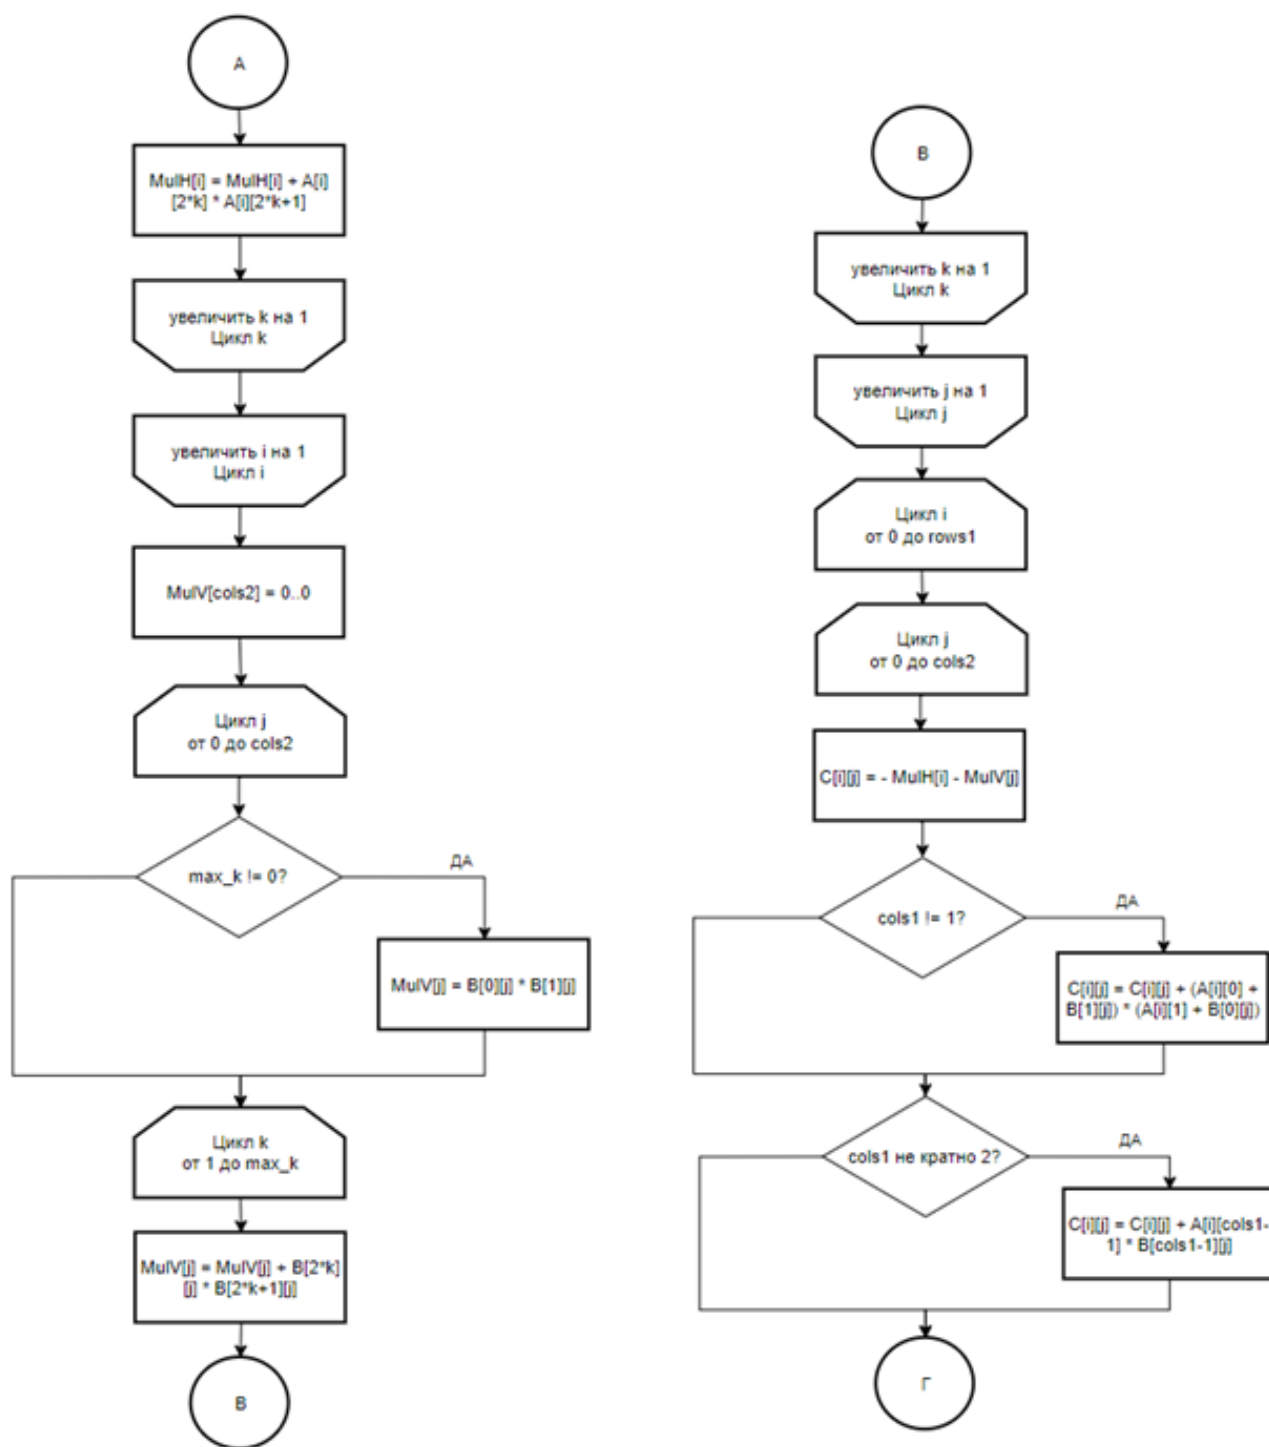 А
MulH[i] = MulH[i] + A[i]
[2*k] * A[i][2*k+1]
увеличить k на 1
Цикл k
увеличить i на 1
Цикл i
MulV[cols2] = 0..0
Цикл j
от 0 до cols2
max_k != 0?
ДА
MulV[j] = B[0][j] * B[1][j]
Цикл k
от 1 до max_k
MulV[j] = MulV[j] + B[2*k]
[j] * B[2*k+1][j]
В
В
увеличить k на 1
Цикл k
увеличить j на 1
Цикл j
Цикл i
от 0 до rows1
Цикл j
от 0 до cols2
C[i][j] = - MulH[i] - MulV[j]
cols1 != 1?
ДА
C[i][j] = C[i][j] + (A[i][0] +
B[1][j]) * (A[i][1] + B[0][j])
cols1 не кратно 2?
ДА
C[i][j] = C[i][j] + A[i][cols1-
1] * B[cols1-1][j]
Г